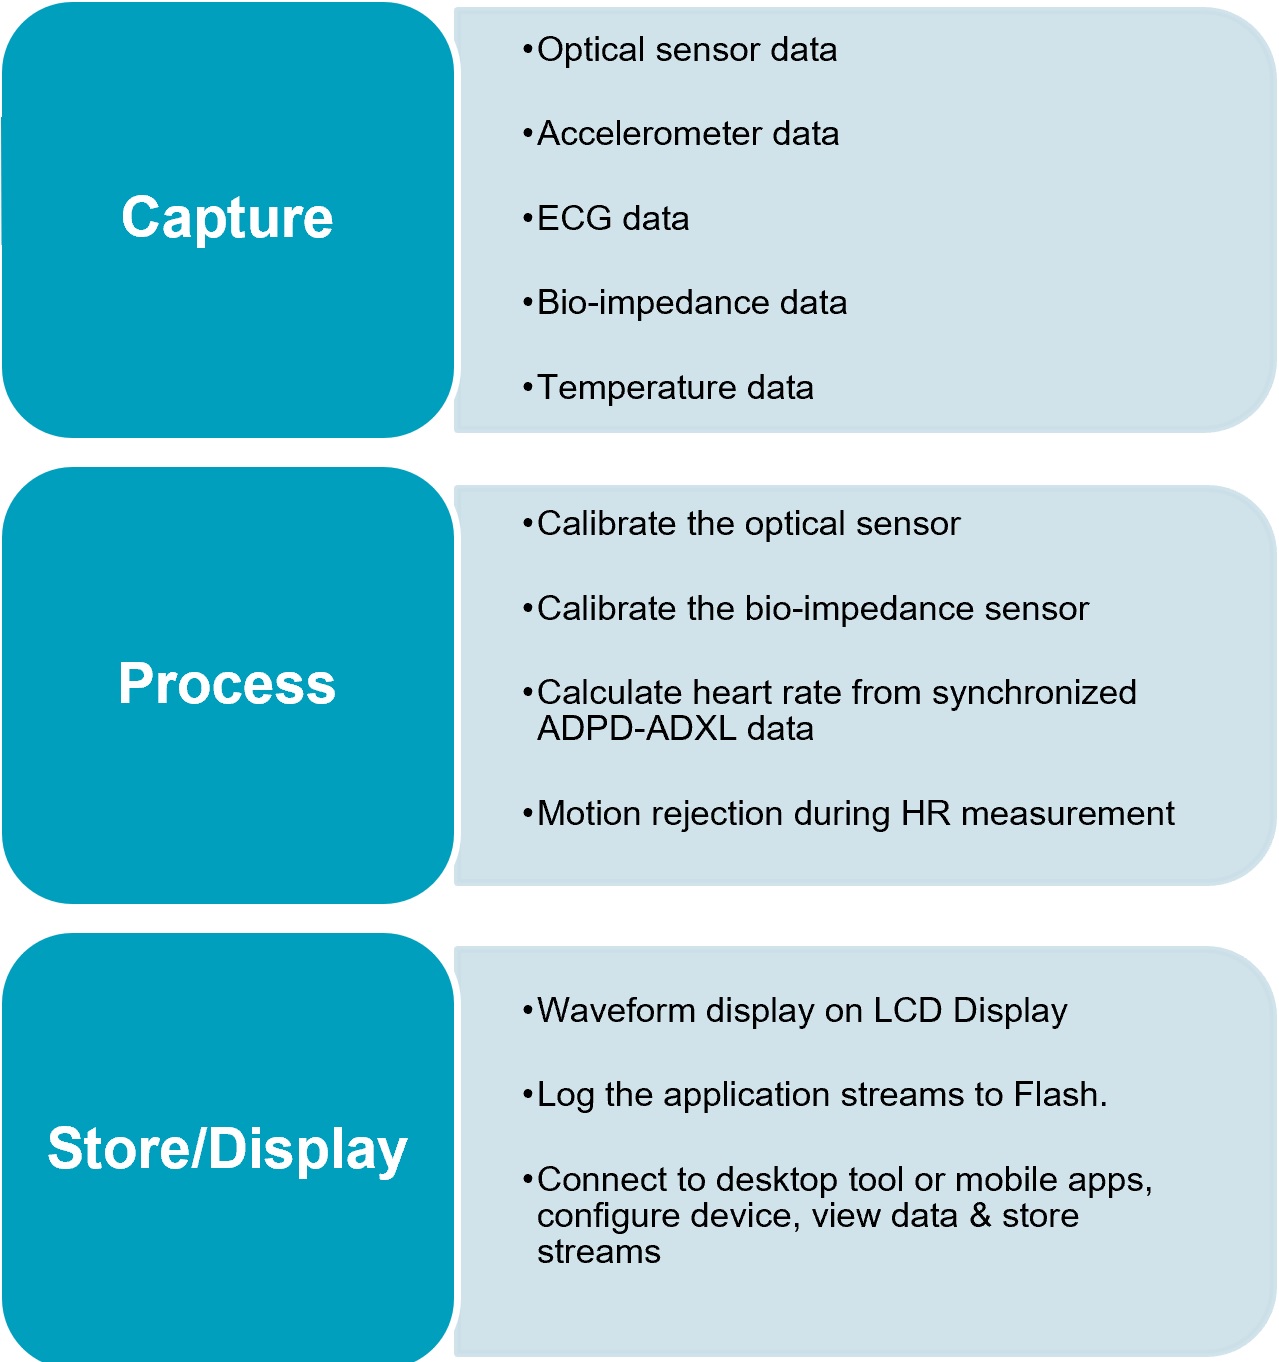 Capture
•Optical sensor data
•Accelerometer data
•ECG data
•Bio-impedance data
•Temperature data
Process
•Calibrate the optical sensor
•Calibrate the bio-impedance sensor
•Calculate heart rate from synchronized
ADPD-ADXL data
•Motion rejection during HR measurement
Store/Display
•Waveform display on LCD Display
•Log the application streams to Flash.
•Connect to desktop tool or mobile apps,
configure device, view data & store
streams